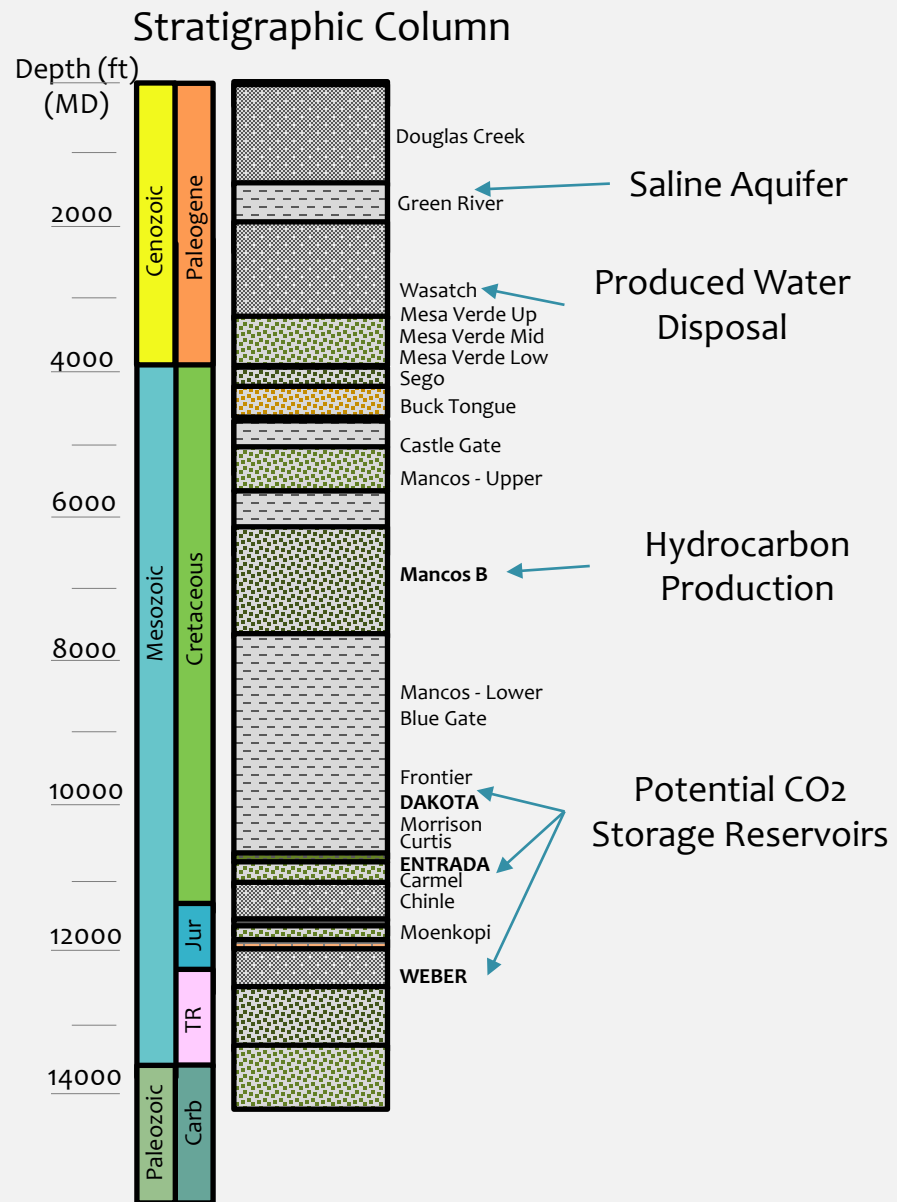 Stratigraphic Column
Depth (ft)
(MD)
2000
4000
6000
8000
10000
12000
14000
Cenozoic
Mesozoic
Paleozoic
Paleogene
Cretaceous
Jur
TR
Carb
Douglas Creek
Green River
Wasatch
Mesa Verde Up
Mesa Verde Mid
Mesa Verde Low
Sego
Buck Tongue
Castle Gate
Mancos - Upper
Mancos B
Mancos - Lower
Blue Gate
Frontier
DAKOTA
Morrison
Curtis
ENTRADA
Carmel
Chinle
Moenkopi
WEBER
Saline Aquifer
Produced Water
Disposal
Hydrocarbon
Production
Potential CO2
Storage Reservoirs